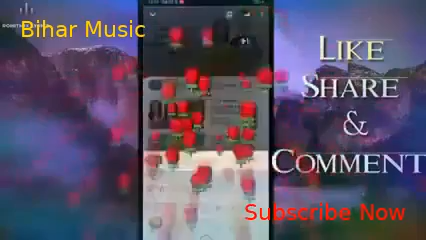 Bihar Music
LIKE
SHARE
&
COMMENT
Subscribe Now